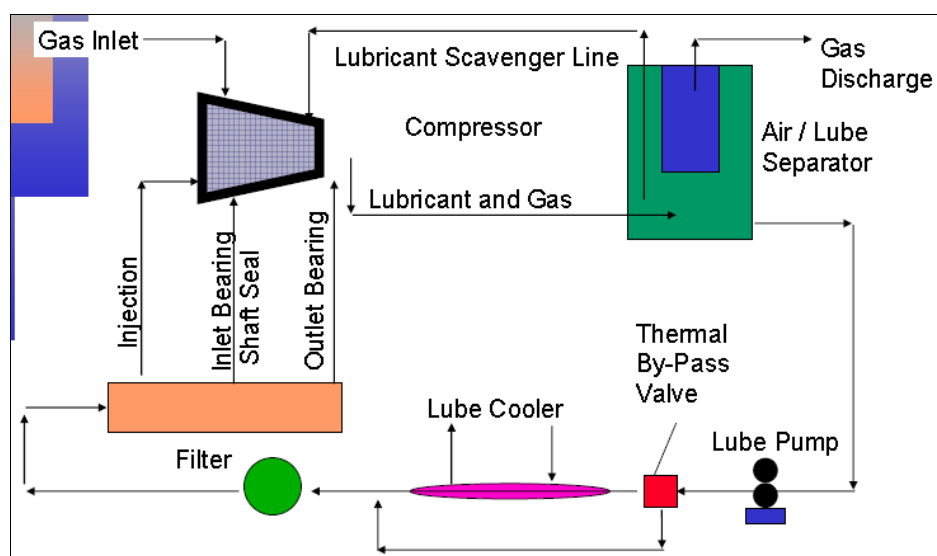 Gas Inlet
Lubricant Scavenger Line
Gas
Discharge
Compressor
Air / Lube
Separator
Lubricant and Gas
Injection
Inlet Bearing
Shaft Seal
Outlet Bearing
Thermal
By-Pass
Valve
Lube Cooler
Lube Pump
Filter